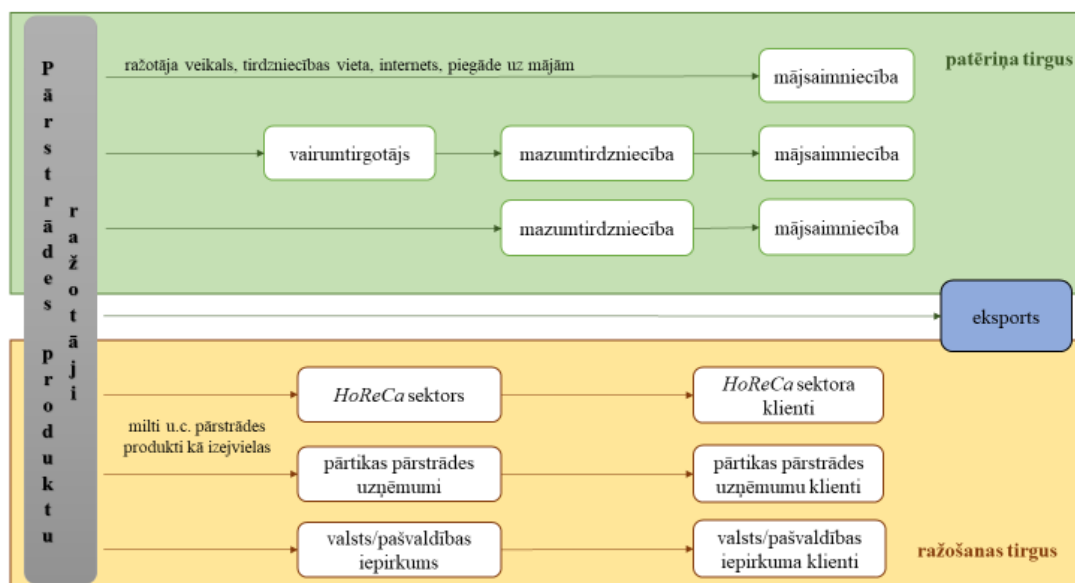 Pārstrādes produktu
ražotāji
ražotāja veikals, tirdzniecības vieta, internets, piegāde uz mājām
mājsaimniecība
patēriņa tirgus
vairumtirgotājs
mazumtirdzniecība
mājsaimniecība
mazumtirdzniecība
mājsaimniecība
eksports
HoReCa sektors
HoReCa sektora
klienti
milti u.c. pārstrādes
produkti kā izejvielas
pārtikas pārstrādes
uzņēmumi
pārtikas pārstrādes
uzņēmumu klienti
valsts/pašvaldības
iepirkums
valsts/pašvaldības
iepirkuma klienti
ražošanas tirgus